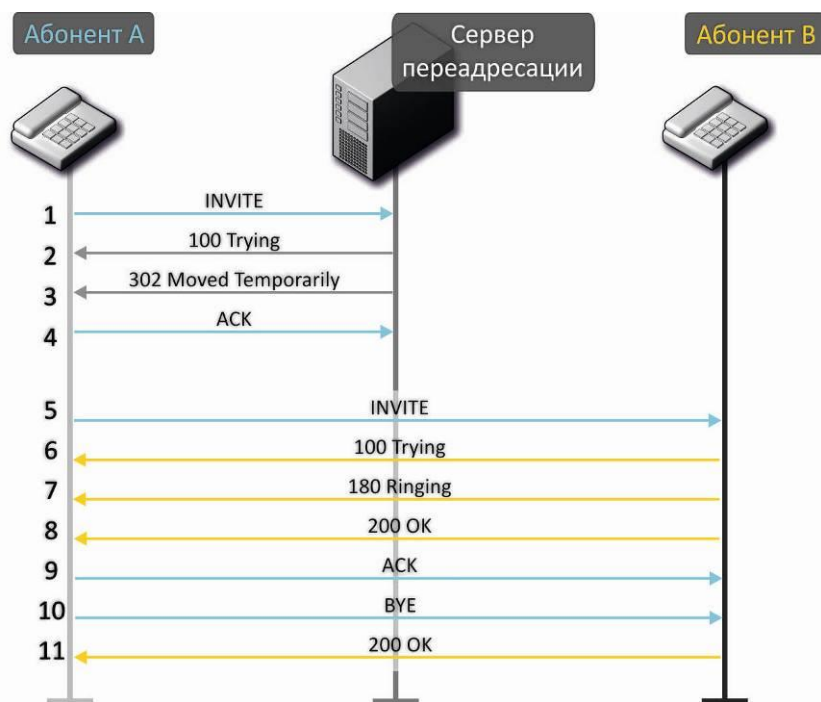 Абонент А
Сервер
переадресации
Абонент В
1 INVITE
2 100 Trying
3 302 Moved Temporarily
4 ACK
5 INVITE
6 100 Trying
7 180 Ringing
8 200 OK
9 ACK
10 BYE
11 200 OK